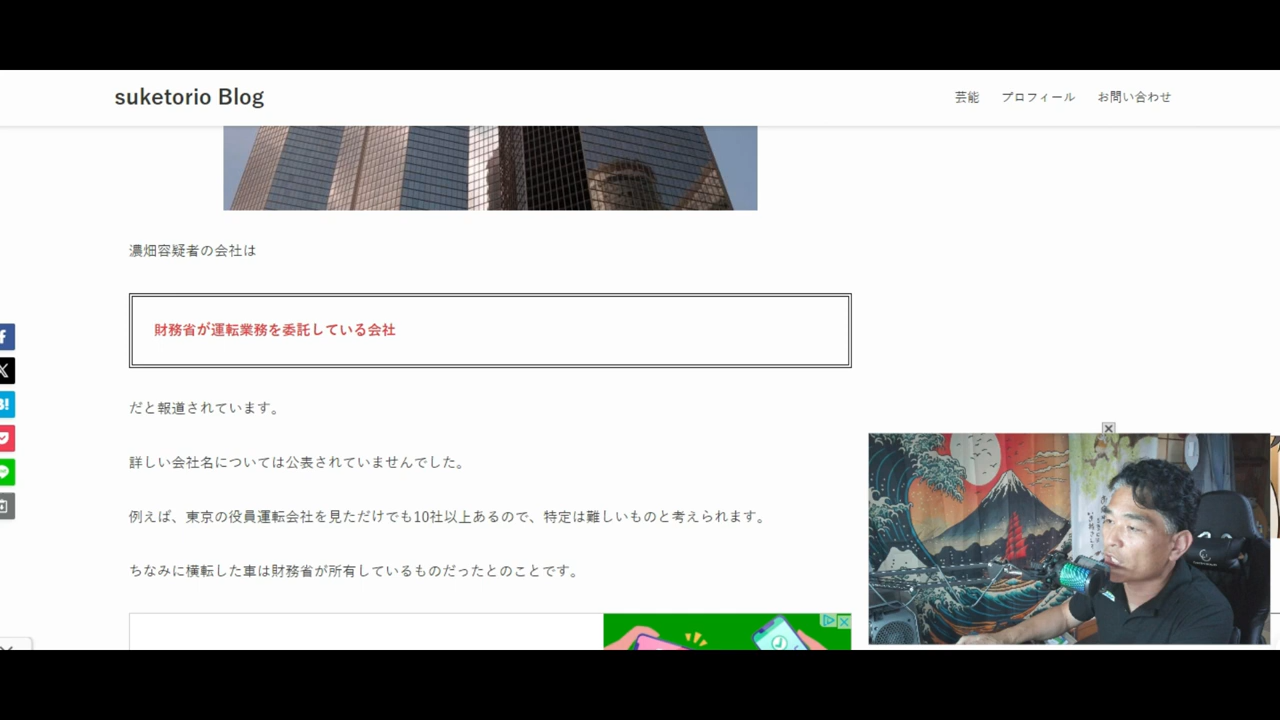 suketorio Blog
芸能 プロフィール お問い合わせ
濃畑容疑者の会社は
財務省が運転業務を委託している会社
だと報道されています。
詳しい会社名については公表されていませんでした。
例えば、東京の役員運転会社を見ただけでも10社以上あるので、特定は難しいものと考えられます。
ちなみに横転した車は財務省が所有しているものだったとのことです。